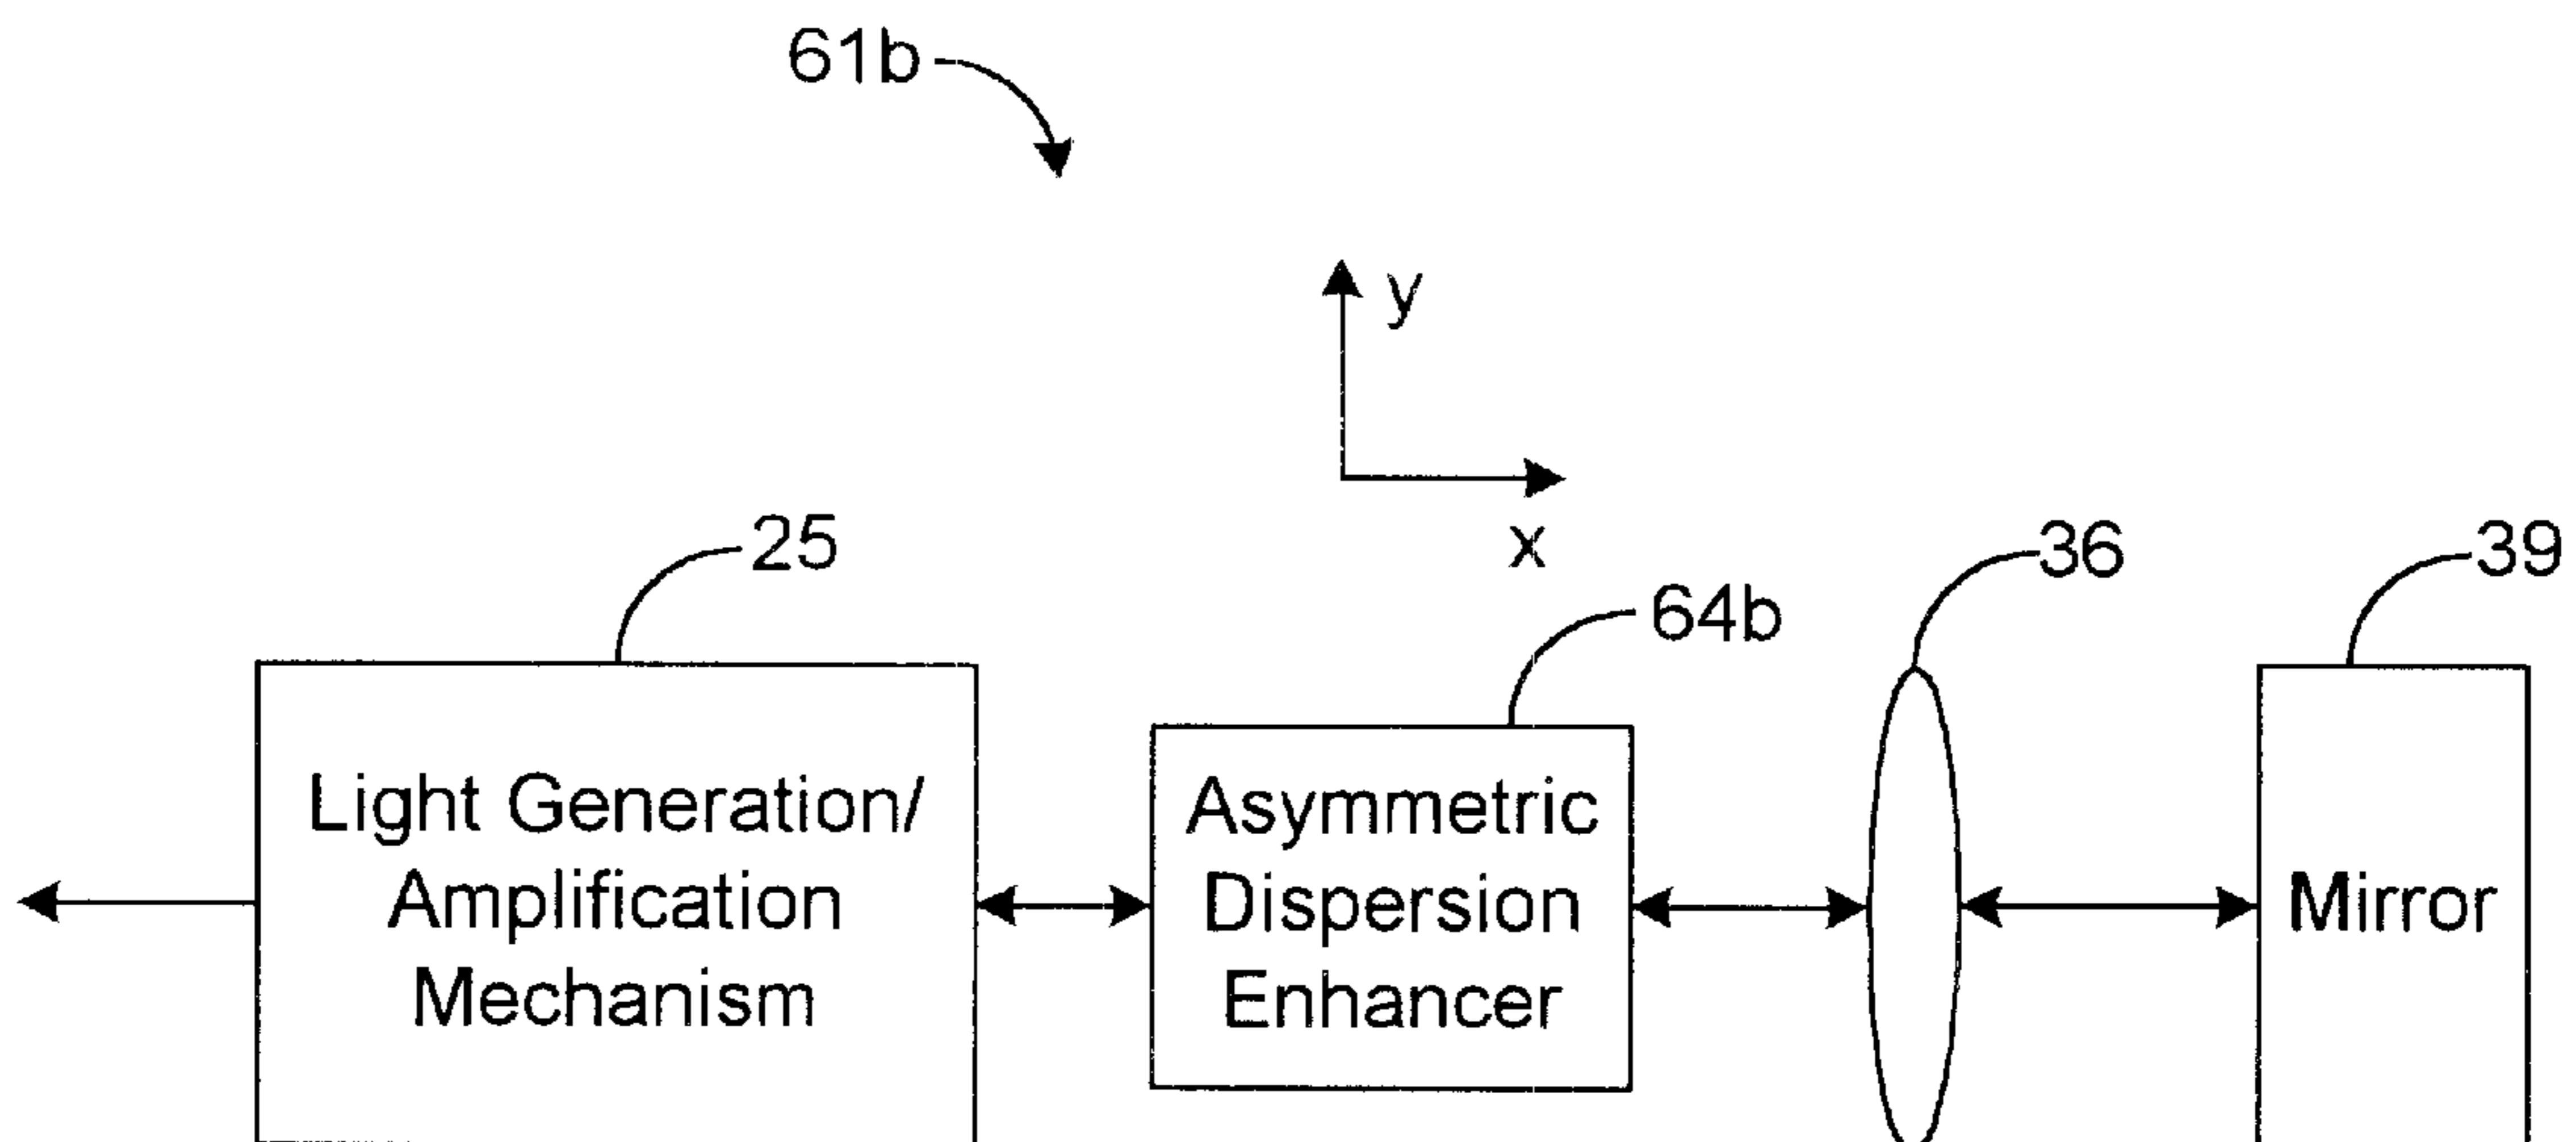 61b
y
x
25
64b
36
39
Light Generation/
Amplification
Mechanism
Asymmetric
Dispersion
Enhancer
Mirror